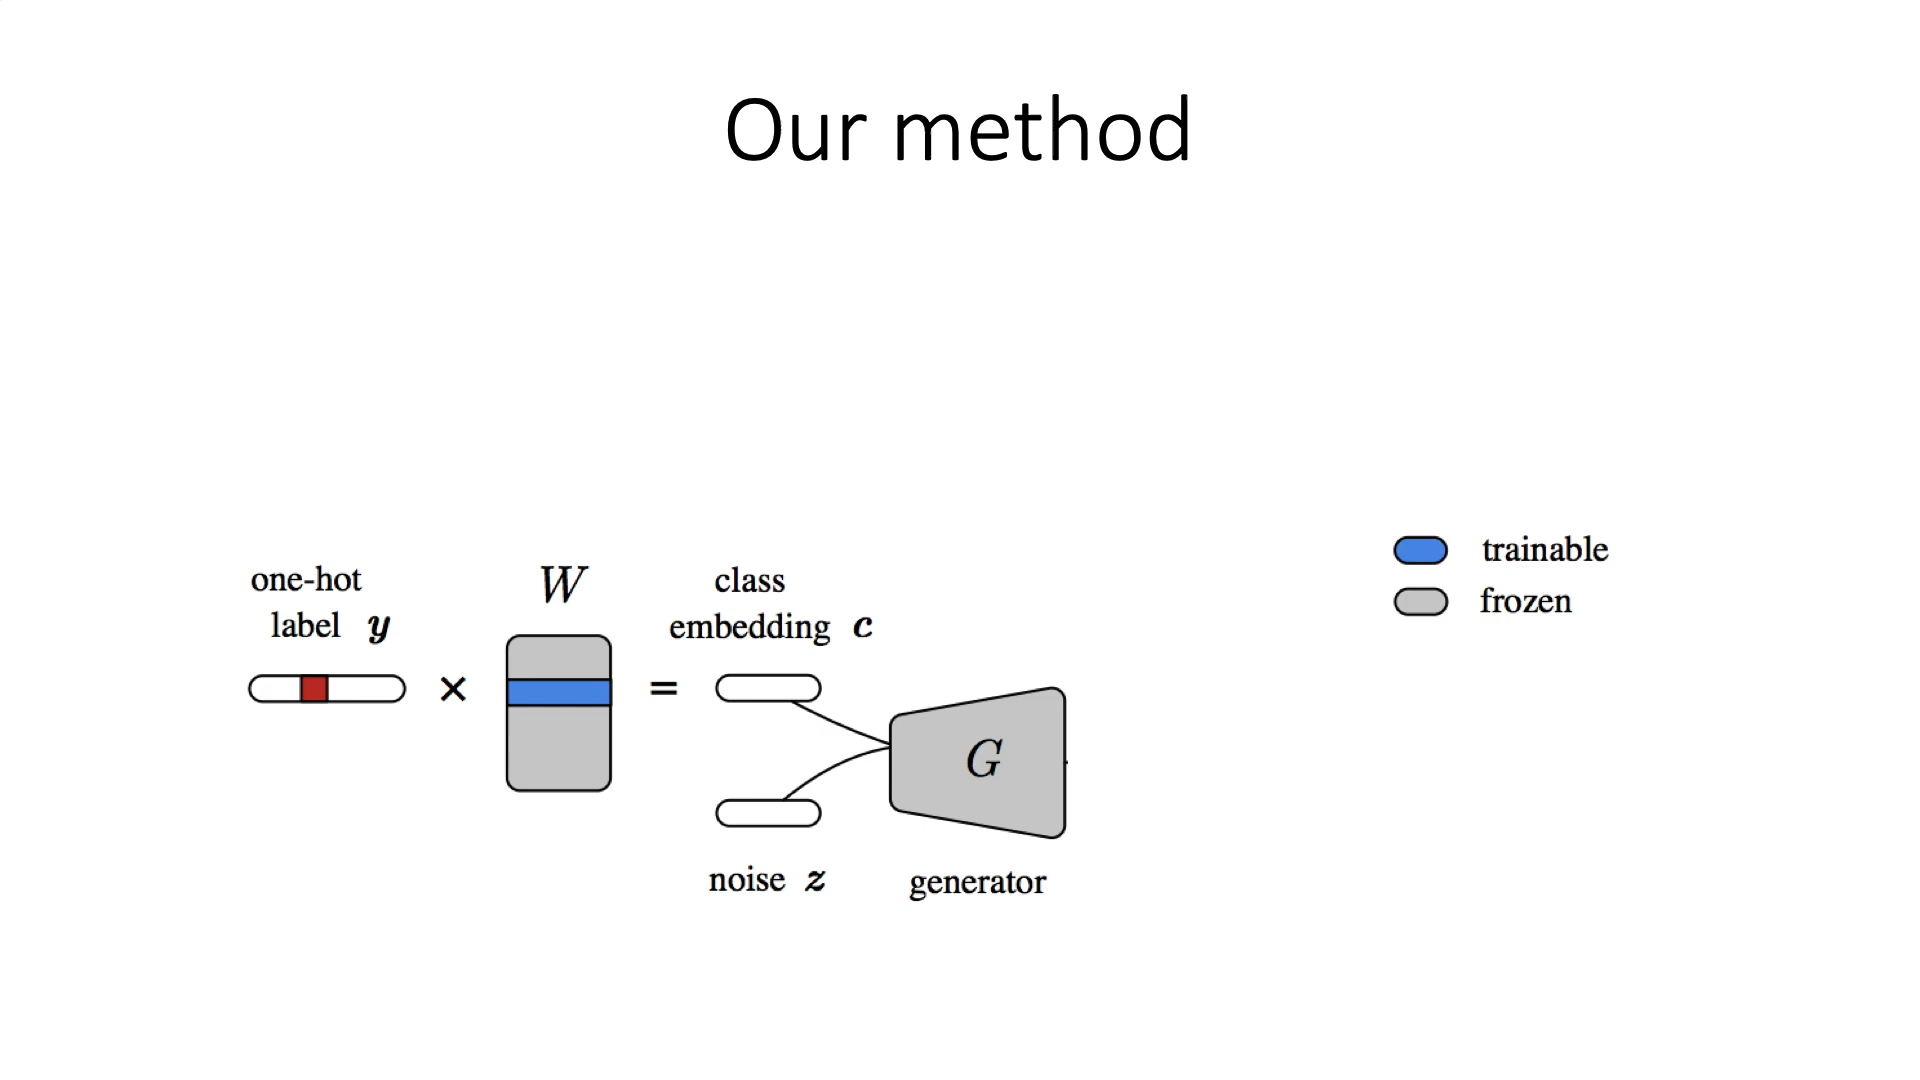 Our method
one-hot
label y
W
class
embedding c
trainable
frozen
×
=
G
noise z
generator